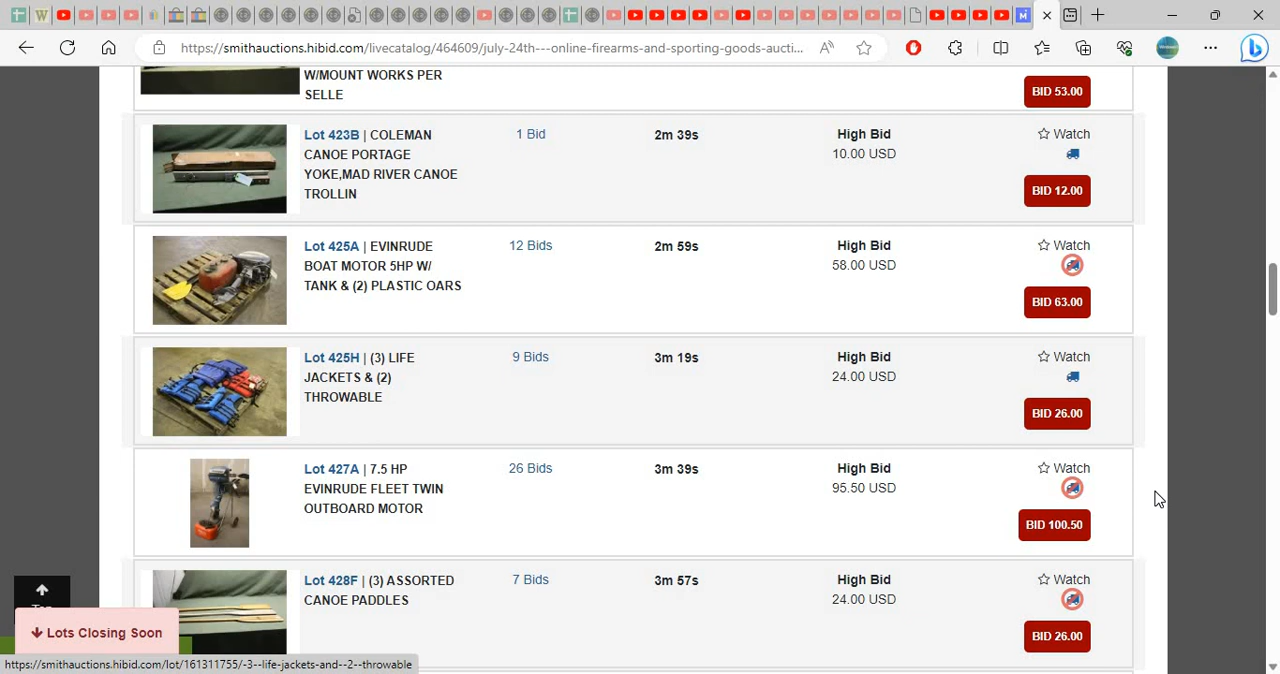 https://smithauctions.hibid.com/livecatalog/464609/july-24th---online-firearms-and-sporting-goods-aucti...
W/MOUNT WORKS PER
SELLE
BID 53.00
Lot 423B | COLEMAN
CANOE PORTAGE
YOKE,MAD RIVER CANOE
TROLLIN
1 Bid
2m 39s
High Bid
10.00 USD
Watch
BID 12.00
Lot 425A | EVINRUDE
BOAT MOTOR 5HP W/
TANK & (2) PLASTIC OARS
12 Bids
2m 59s
High Bid
58.00 USD
Watch
BID 63.00
Lot 425H | (3) LIFE
JACKETS & (2)
THROWABLE
9 Bids
3m 19s
High Bid
24.00 USD
Watch
BID 26.00
Lot 427A | 7.5 HP
EVINRUDE FLEET TWIN
OUTBOARD MOTOR
26 Bids
3m 39s
High Bid
95.50 USD
Watch
BID 100.50
Lot 428F | (3) ASSORTED
CANOE PADDLES
7 Bids
3m 57s
High Bid
24.00 USD
Watch
BID 26.00
Lots Closing Soon
https://smithauctions.hibid.com/lot/161311755/-3--life-jackets-and--2--throwable